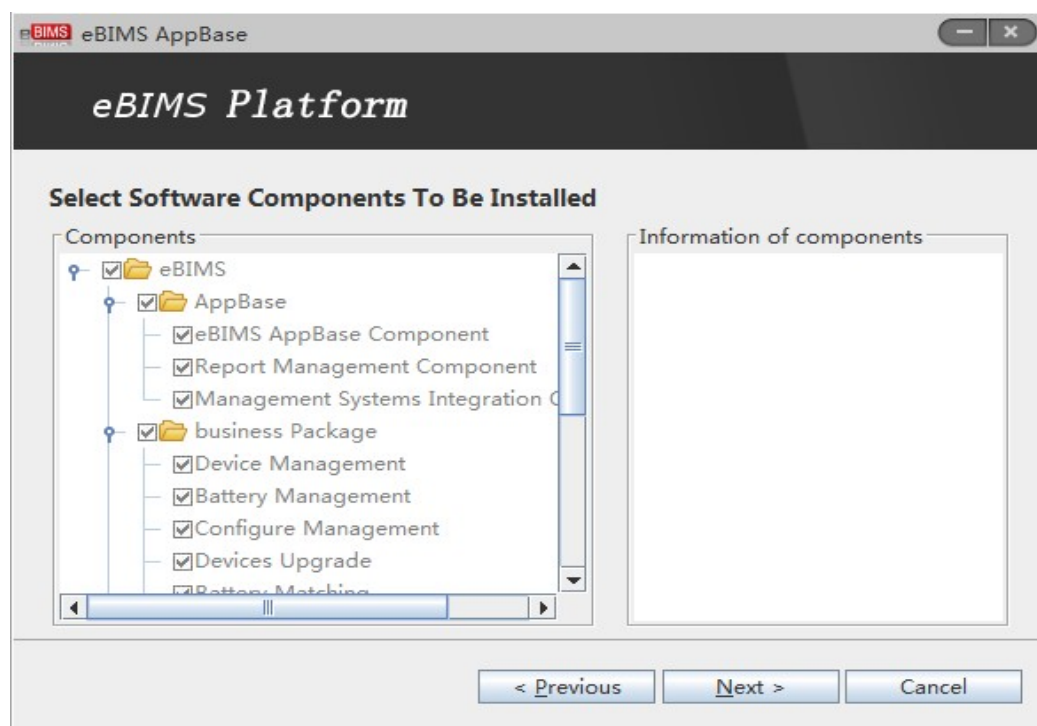 eBIMS eBIMS AppBase
eBIMS Platform
Select Software Components To Be Installed
Components
eBIMS
AppBase
eBIMS AppBase Component
Report Management Component
Management Systems Integration C
business Package
Device Management
Battery Management
Configure Management
Devices Upgrade
Battery Matching
Information of components
< Previous
Next >
Cancel